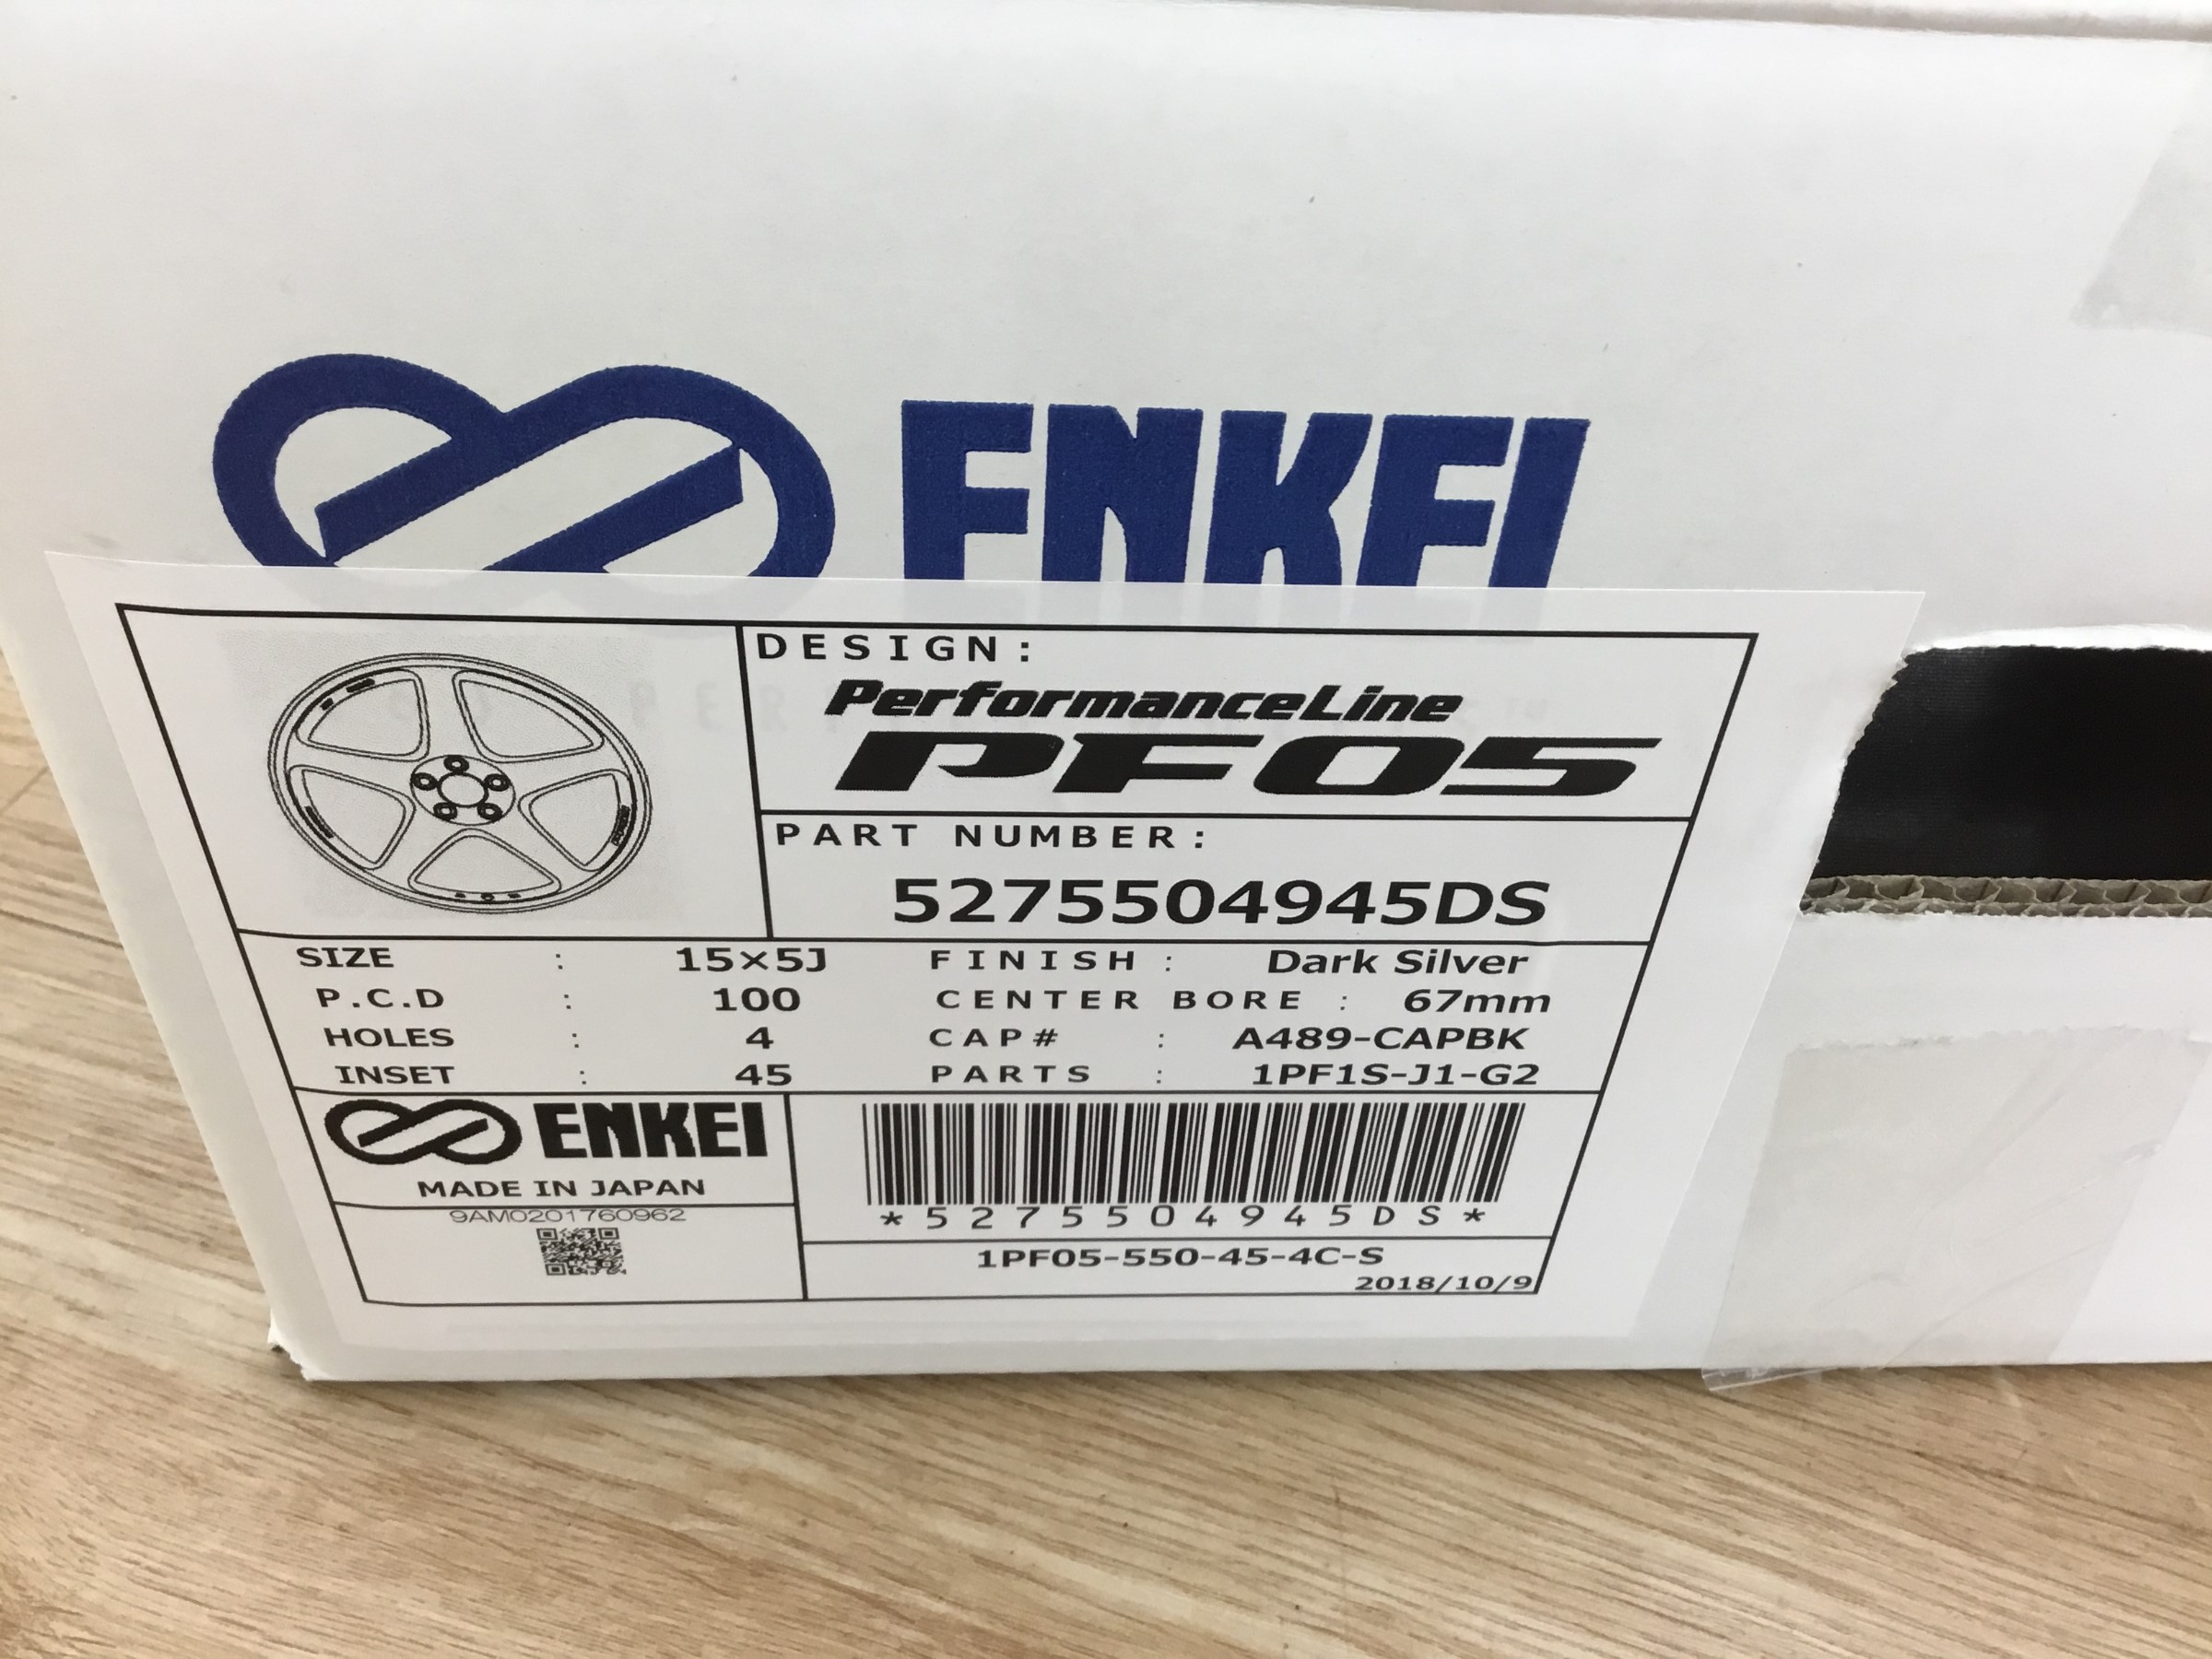 ENKEI
DESIGN:
PerformanceLine
PF05
PART NUMBER:
5275504945DS
SIZE : 15×5J FINISH : Dark Silver
P.C.D : 100 CENTER BORE : 67mm
HOLES : 4 CAP# : A489-CAPBK
INSET : 45 PARTS : 1PF1S-J1-G2
ENKEI
MADE IN JAPAN
9AM0201760962
*5275504945DS*
1PF05-550-45-4C-S
2018/10/9